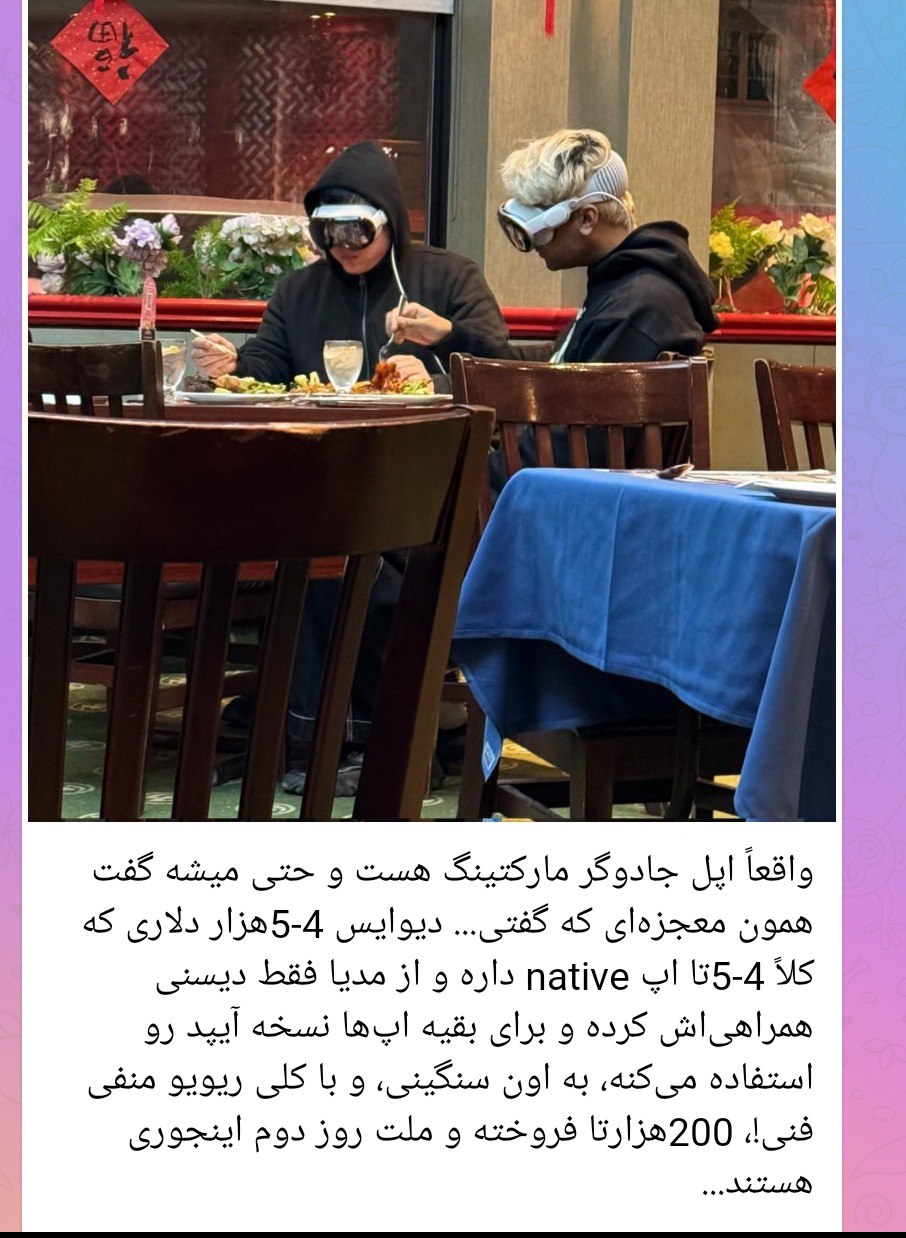 福
واقعاً اپل جادوگر مارکتینگ هست و حتی میشه گفت
همون معجزه‌ای که گفتی... دیوایس 4-5هزار دلاری که
کلاً 4-5تا اپ native داره و از مدیا فقط دیسنی
همراهی‌اش کرده و برای بقیه اپ‌ها نسخه آیپد رو
استفاده می‌کنه، به اون سنگینی، و با کلی ریویو منفی
فنی!، 200هزارتا فروخته و ملت روز دوم اینجوری
هستند...